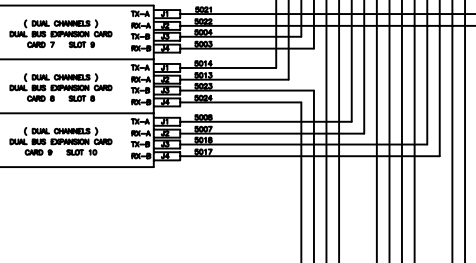 ( DUAL CHANNELS )
DUAL BUS EXPANSION CARD
CARD 7 SLOT 9
TX-A J1 5021
RX-A J2 5022
TX-B J3 5004
RX-B J4 5003
( DUAL CHANNELS )
DUAL BUS EXPANSION CARD
CARD 8 SLOT 8
TX-A J1 5014
RX-A J2 5013
TX-B J3 5023
RX-B J4 5024
( DUAL CHANNELS )
DUAL BUS EXPANSION CARD
CARD 9 SLOT 10
TX-A J1 5008
RX-A J2 5007
TX-B J3 5018
RX-B J4 5017